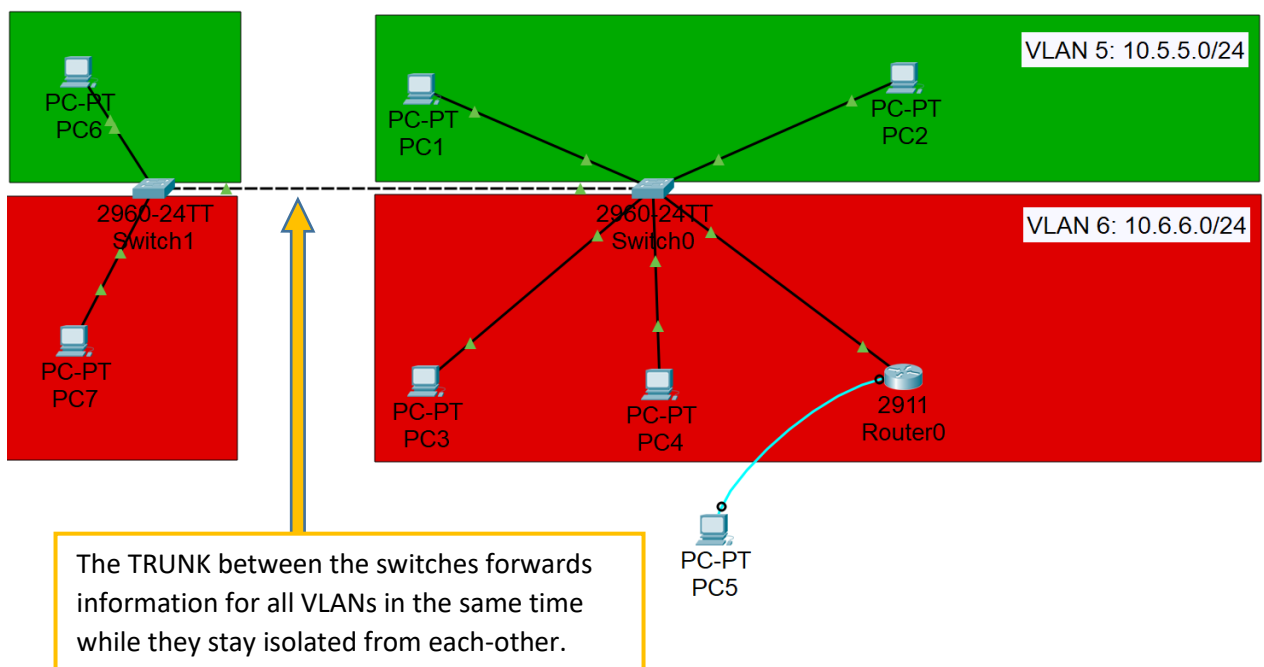 VLAN 5: 10.5.5.0/24
PC-PT
PC6
PC-PT
PC1
PC-PT
PC2
2960-24TT
Switch1
2960-24TT
Switch0
VLAN 6: 10.6.6.0/24
PC-PT
PC7
PC-PT
PC3
PC-PT
PC4
2911
Router0
PC-PT
PC5
The TRUNK between the switches forwards
information for all VLANs in the same time
while they stay isolated from each-other.